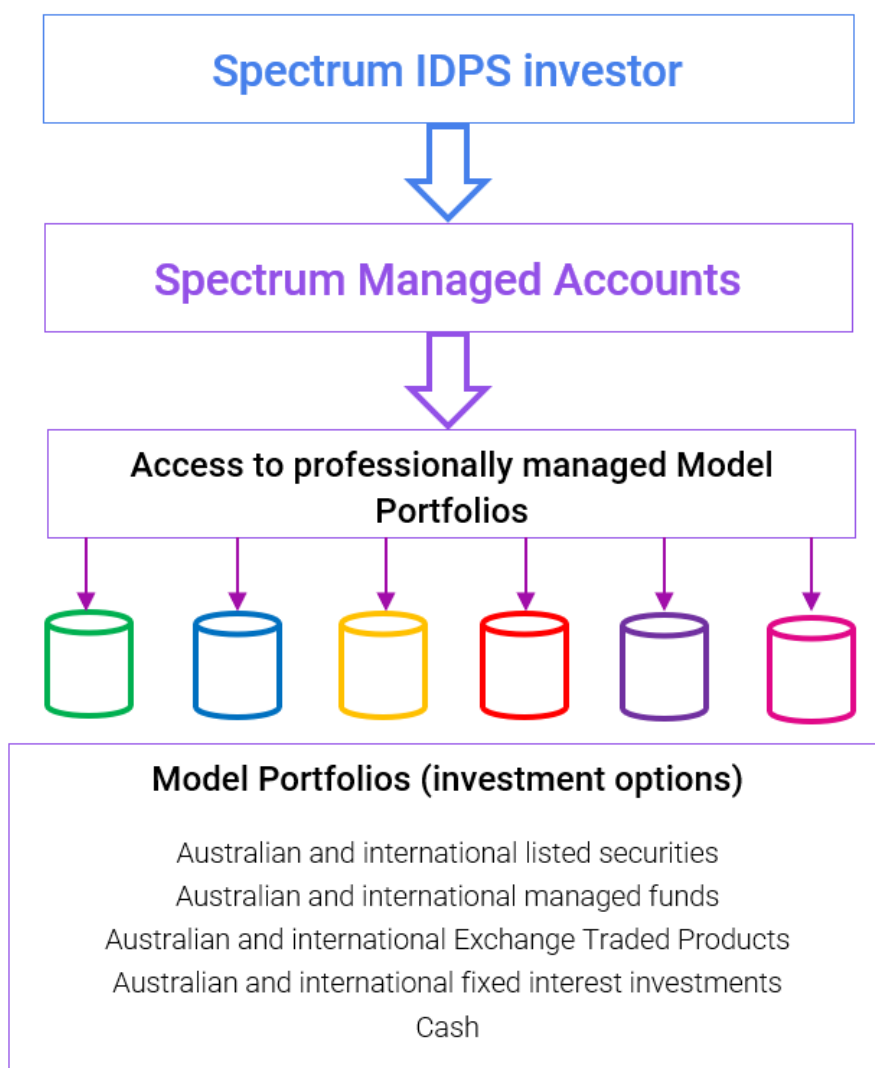 Spectrum IDPS investor
Spectrum Managed Accounts
Access to professionally managed Model
Portfolios
Model Portfolios (investment options)
Australian and international listed securities
Australian and international managed funds
Australian and international Exchange Traded Products
Australian and international fixed interest investments
Cash